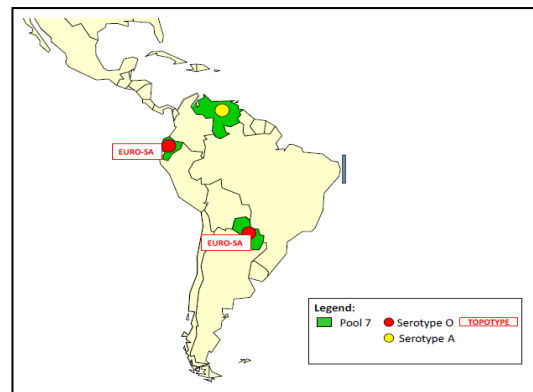 EURO-SA
EURO-SA
Legend:
Pool 7 Serotype O TOPOTYPE
Serotype A